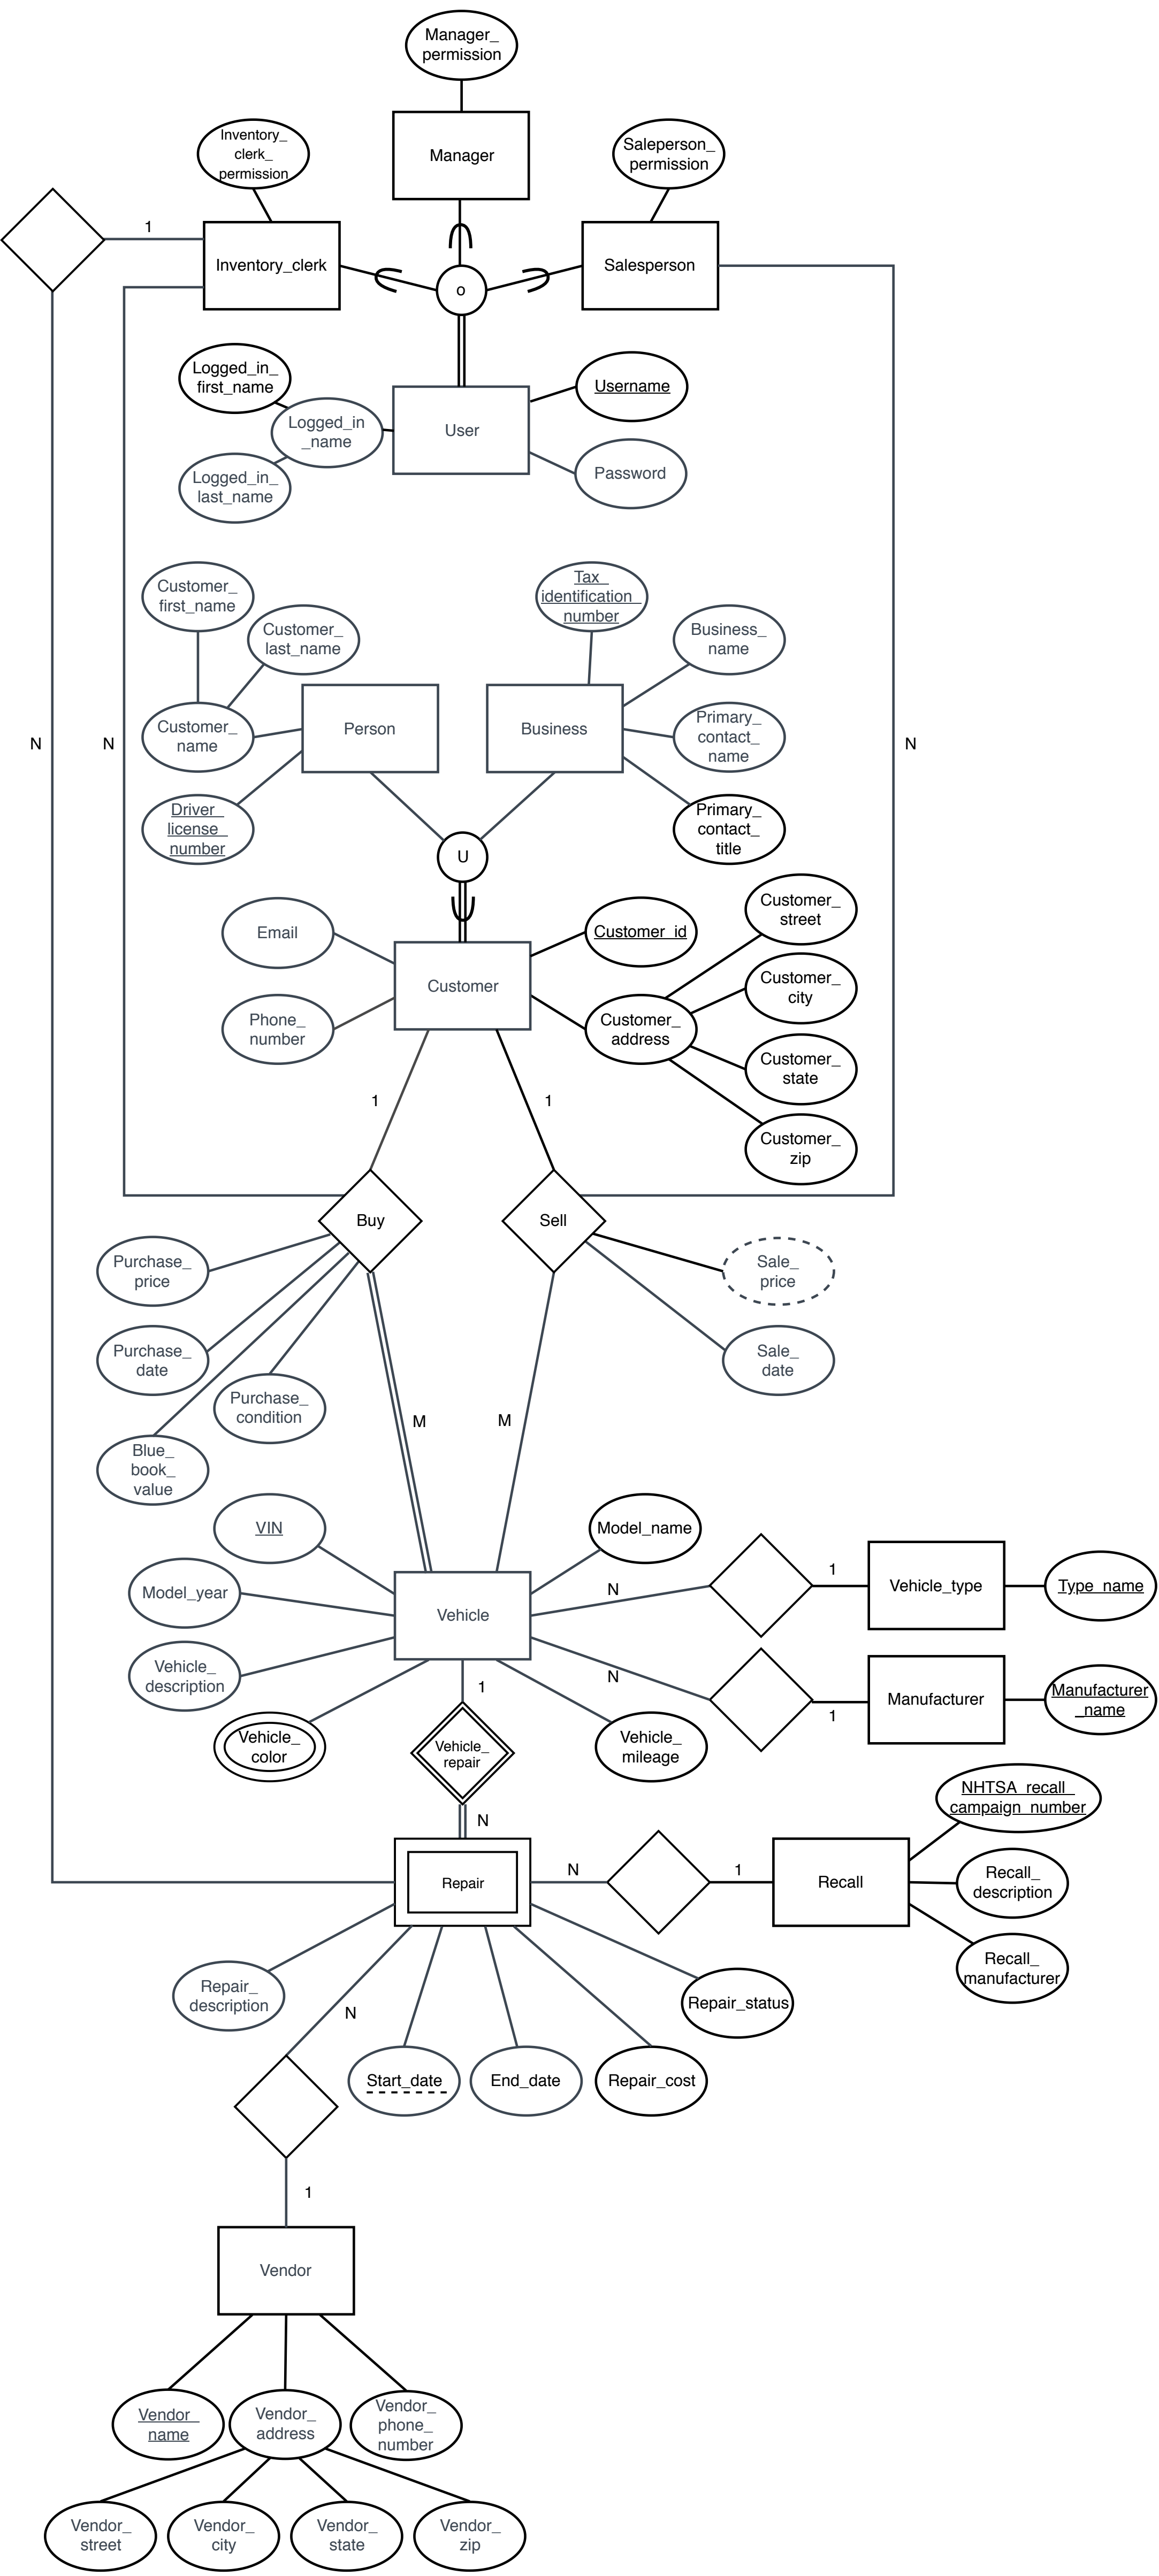 Manager_
permission
Manager
Inventory_
clerk_
permission
Saleperson_
permission
1
Inventory_clerk
Salesperson
o
Logged_in_
first_name
Logged_in
_name
Logged_in_
last_name
User
Username
Password
Customer_
first_name
Customer_
last_name
Tax_
identification_
number
Business_
name
Customer_
name
Person
Business
Primary_
contact_
name
N
N
N
Driver_
license_
number
Primary_
contact_
title
U
Email
Customer_id
Customer_
street
Customer
Customer_
city
Phone_
number
Customer_
address
Customer_
state
1
1
Customer_
zip
Buy
Sell
Purchase_
price
Sale_
price
Purchase_
date
Sale_
date
Purchase_
condition
M
M
Blue_
book_
value
VIN
Model_name
Model_year
Vehicle
N
1
Vehicle_type
Type_name
Vehicle_
description
N
1
Manufacturer
Manufacturer
_name
1
Vehicle_
color
Vehicle_
repair
Vehicle_
mileage
N
NHTSA_recall_
campaign_number
Repair
N
1
Recall
Recall_
description
Recall_
manufacturer
Repair_
description
N
Repair_status
Start_date
End_date
Repair_cost
1
Vendor
Vendor_
name
Vendor_
address
Vendor_
phone_
number
Vendor_
street
Vendor_
city
Vendor_
state
Vendor_
zip